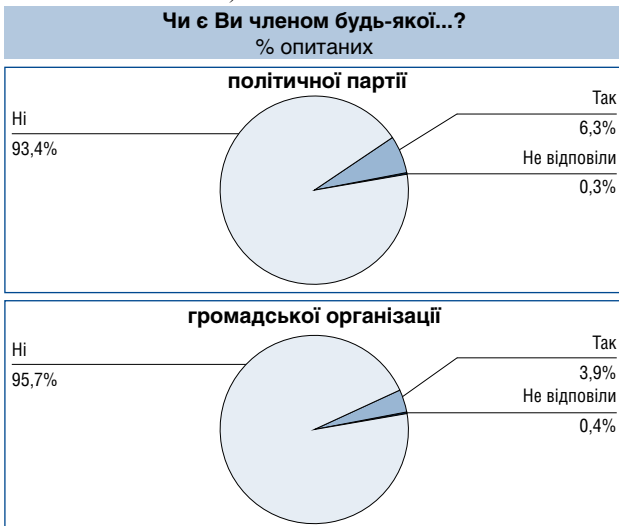 Чи є Ви членом будь-якої...?
% опитаних
політичної партії
Ні
93,4%
Так
6,3%
Не відповіли
0,3%
громадської організації
Ні
95,7%
Так
3,9%
Не відповіли
0,4%